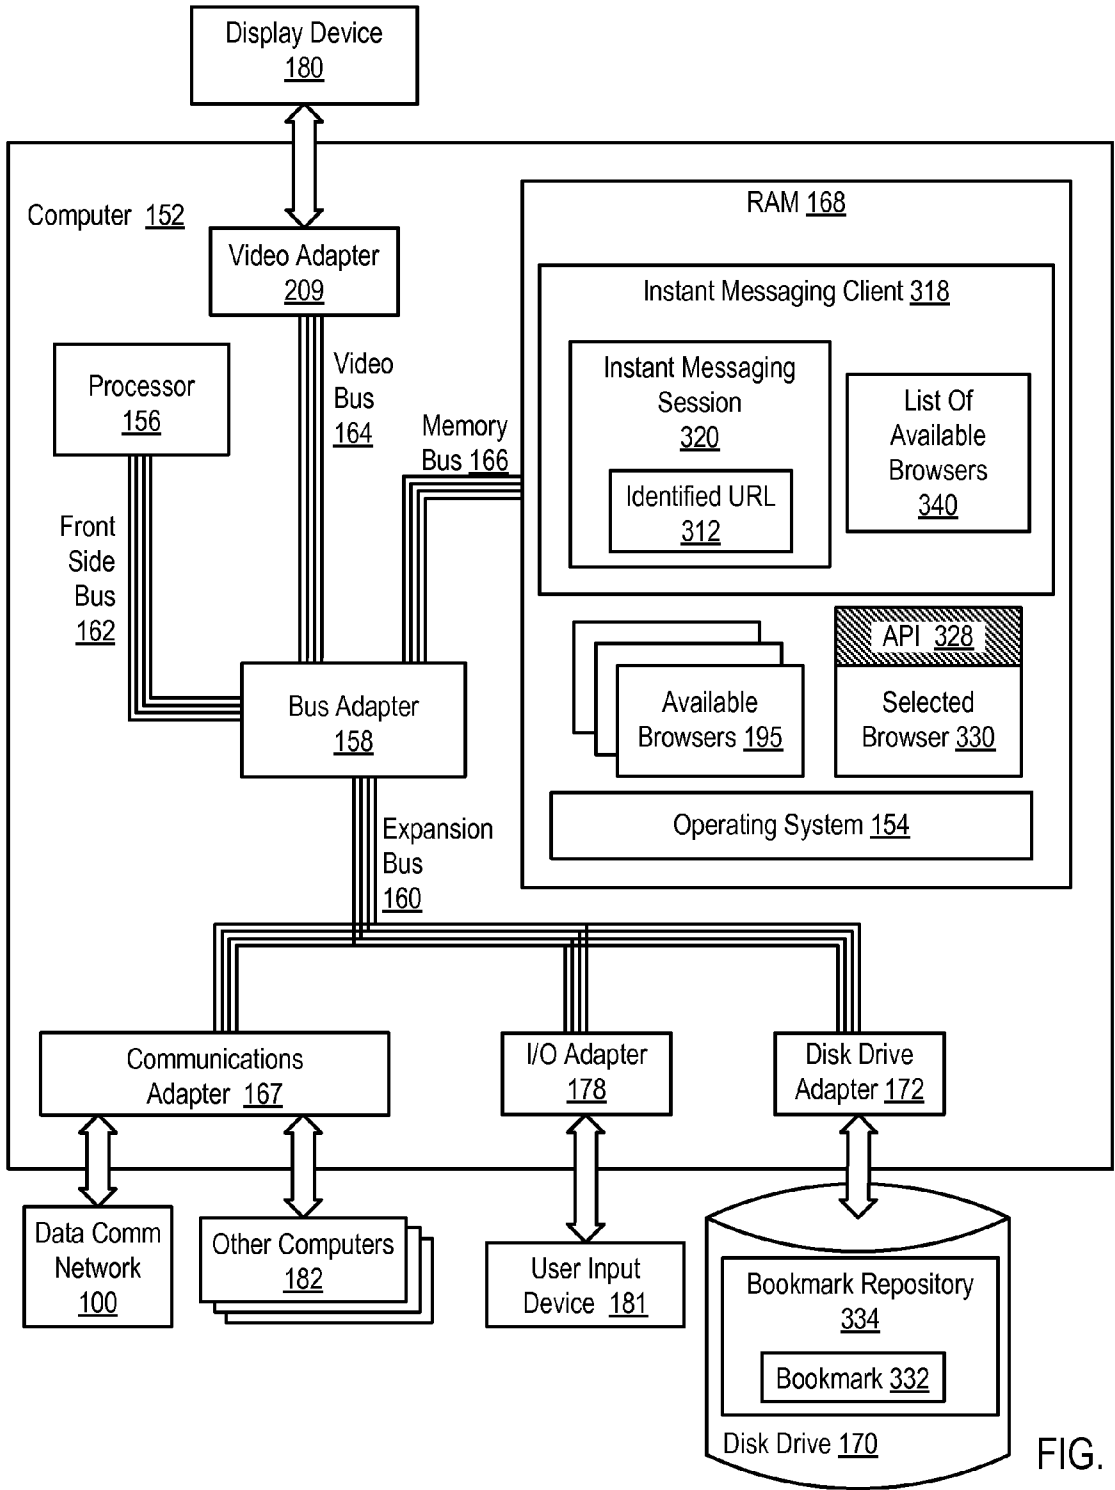 Display Device
180
Computer 152
Video Adapter
209
Processor
156
Video
Bus
164
Memory
Bus 166
Front
Side
Bus
162
Bus Adapter
158
Expansion
Bus
160
RAM 168
Instant Messaging Client 318
Instant Messaging
Session
320
Identified URL
312
List Of
Available
Browsers
340
Available
Browsers 195
API 328
Selected
Browser 330
Operating System 154
Communications
Adapter 167
I/O Adapter
178
Disk Drive
Adapter 172
Data Comm
Network
100
Other Computers
182
User Input
Device 181
Bookmark Repository
334
Bookmark 332
Disk Drive 170
FIG.